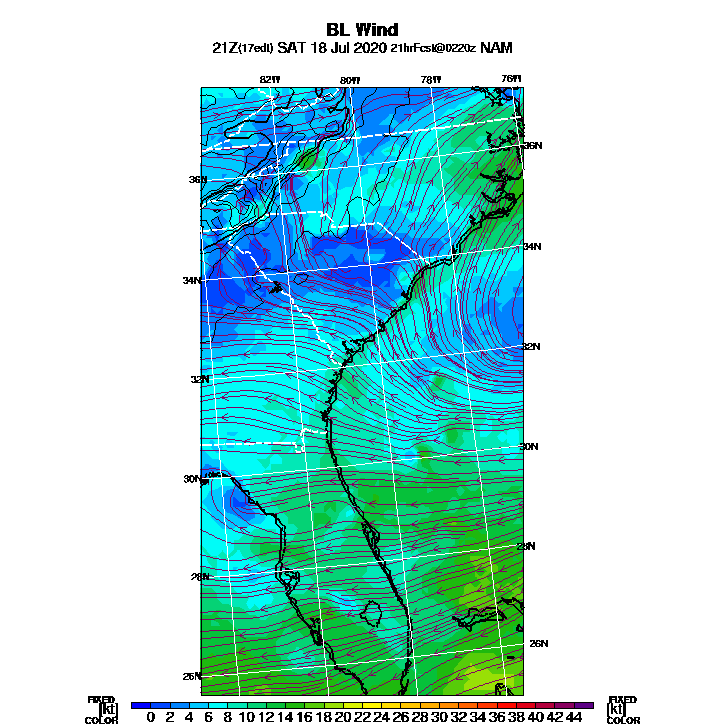 BL Wind
21Z(17edt) SAT 18 Jul 2020 21hrFcst@0220z NAM
82W 80W 78W 76W
36N
36N
34N
34N
32N
32N
30N
30N
28N
28N
26N
26N
FIXED FIXED
[kt] 0 2 4 6 8 10 12 14 16 18 20 22 24 26 28 30 32 34 36 38 40 42 44 [kt]
COLOR COLOR